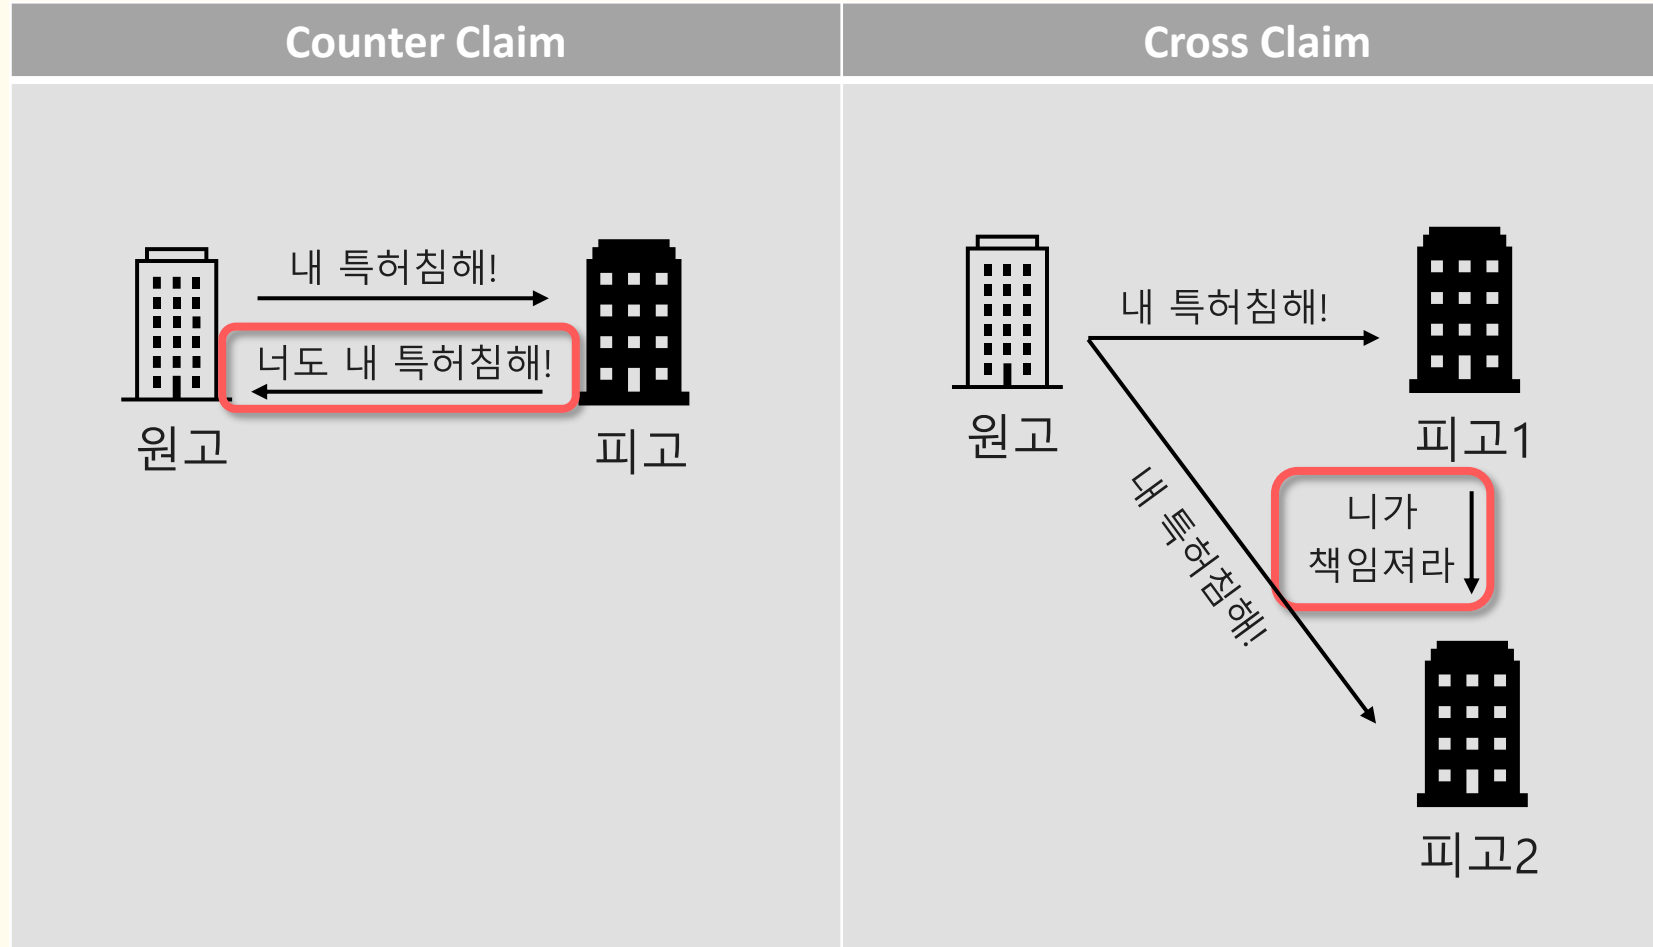 Counter Claim
Cross Claim
내 특허침해!
너도 내 특허침해!
원고
피고
내 특허침해!
원고
피고1
내 특허침해!
니가
책임져라
피고2